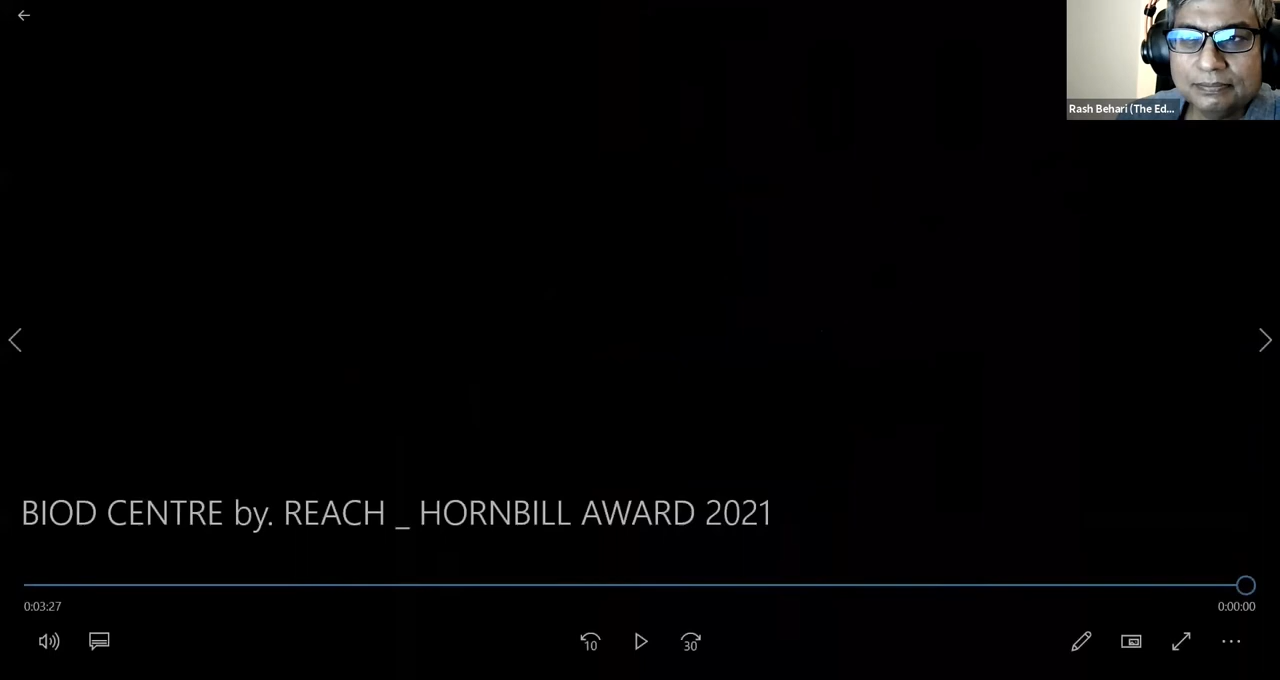 Rash Behari (The Ed...
BIOD CENTRE by. REACH _ HORNBILL AWARD 2021
0:03:27
0:00:00
10
30